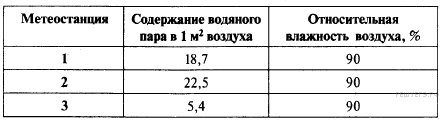 Метеостанция Содержание водяного Относительная
пара в 1 м² воздуха влажность воздуха, %
1 18,7 90
2 22,5 90
3 5,4 90